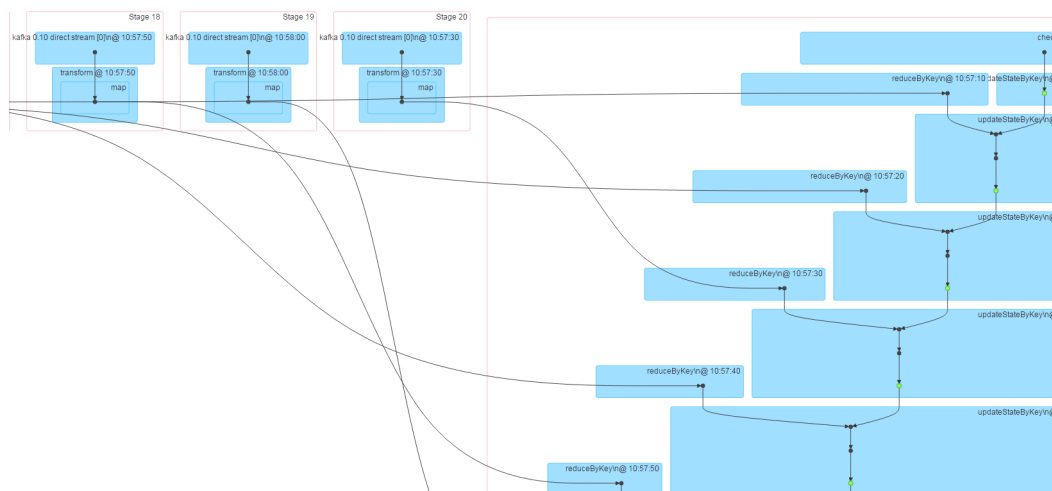 Stage 18
kafka 0.10 direct stream [0]\n@ 10:57:50
transform @ 10:57:50
map
Stage 19
kafka 0.10 direct stream [0]\n@ 10:58:00
transform @ 10:58:00
map
Stage 20
kafka 0.10 direct stream [0]\n@ 10:57:30
transform @ 10:57:30
map
reduceByKey\n@ 10:57:10
updateStateByKey\n@
reduceByKey\n@ 10:57:20
updateStateByKey\n@
reduceByKey\n@ 10:57:30
updateStateByKey\n@
reduceByKey\n@ 10:57:40
updateStateByKey\n@
reduceByKey\n@ 10:57:50